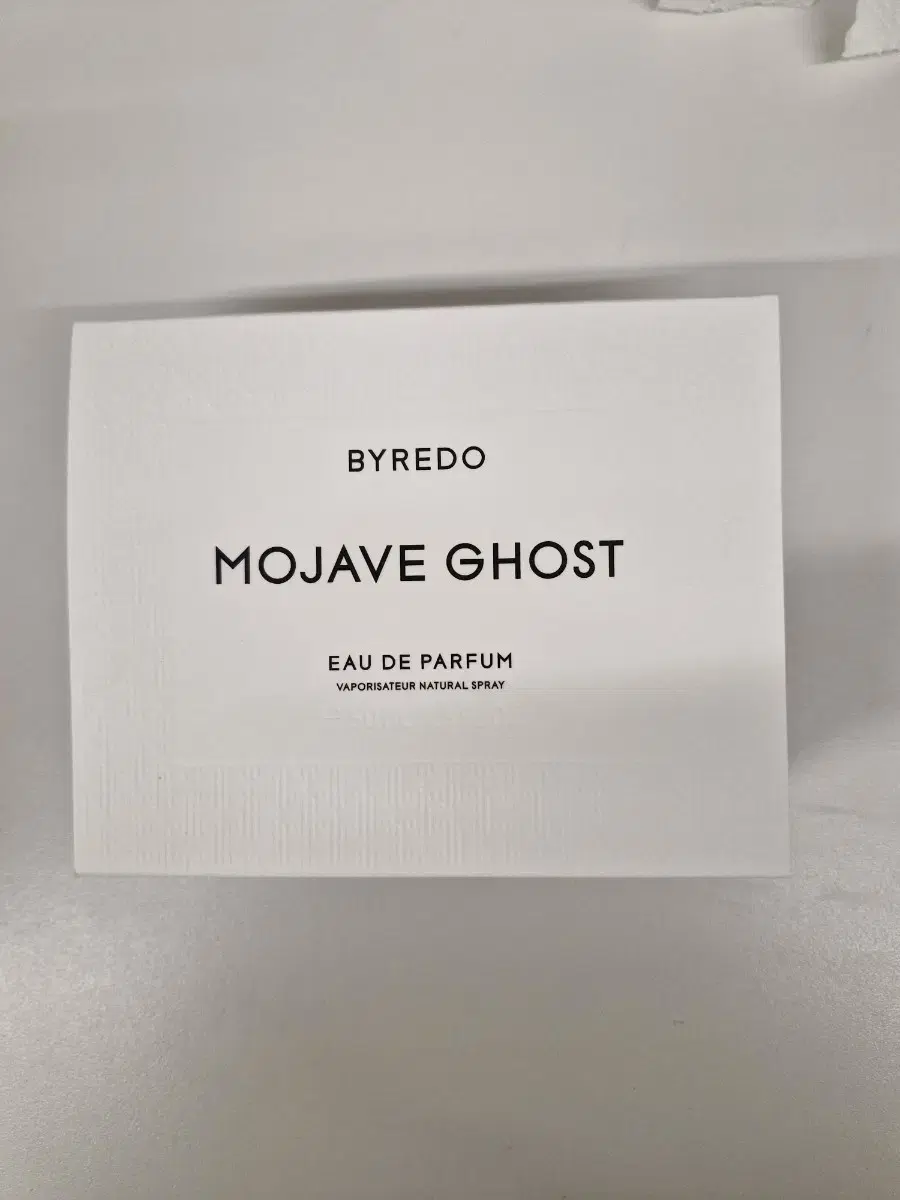 BYREDO
MOJAVE GHOST
EAU DE PARFUM
VAPORISATEUR NATURAL SPRAY